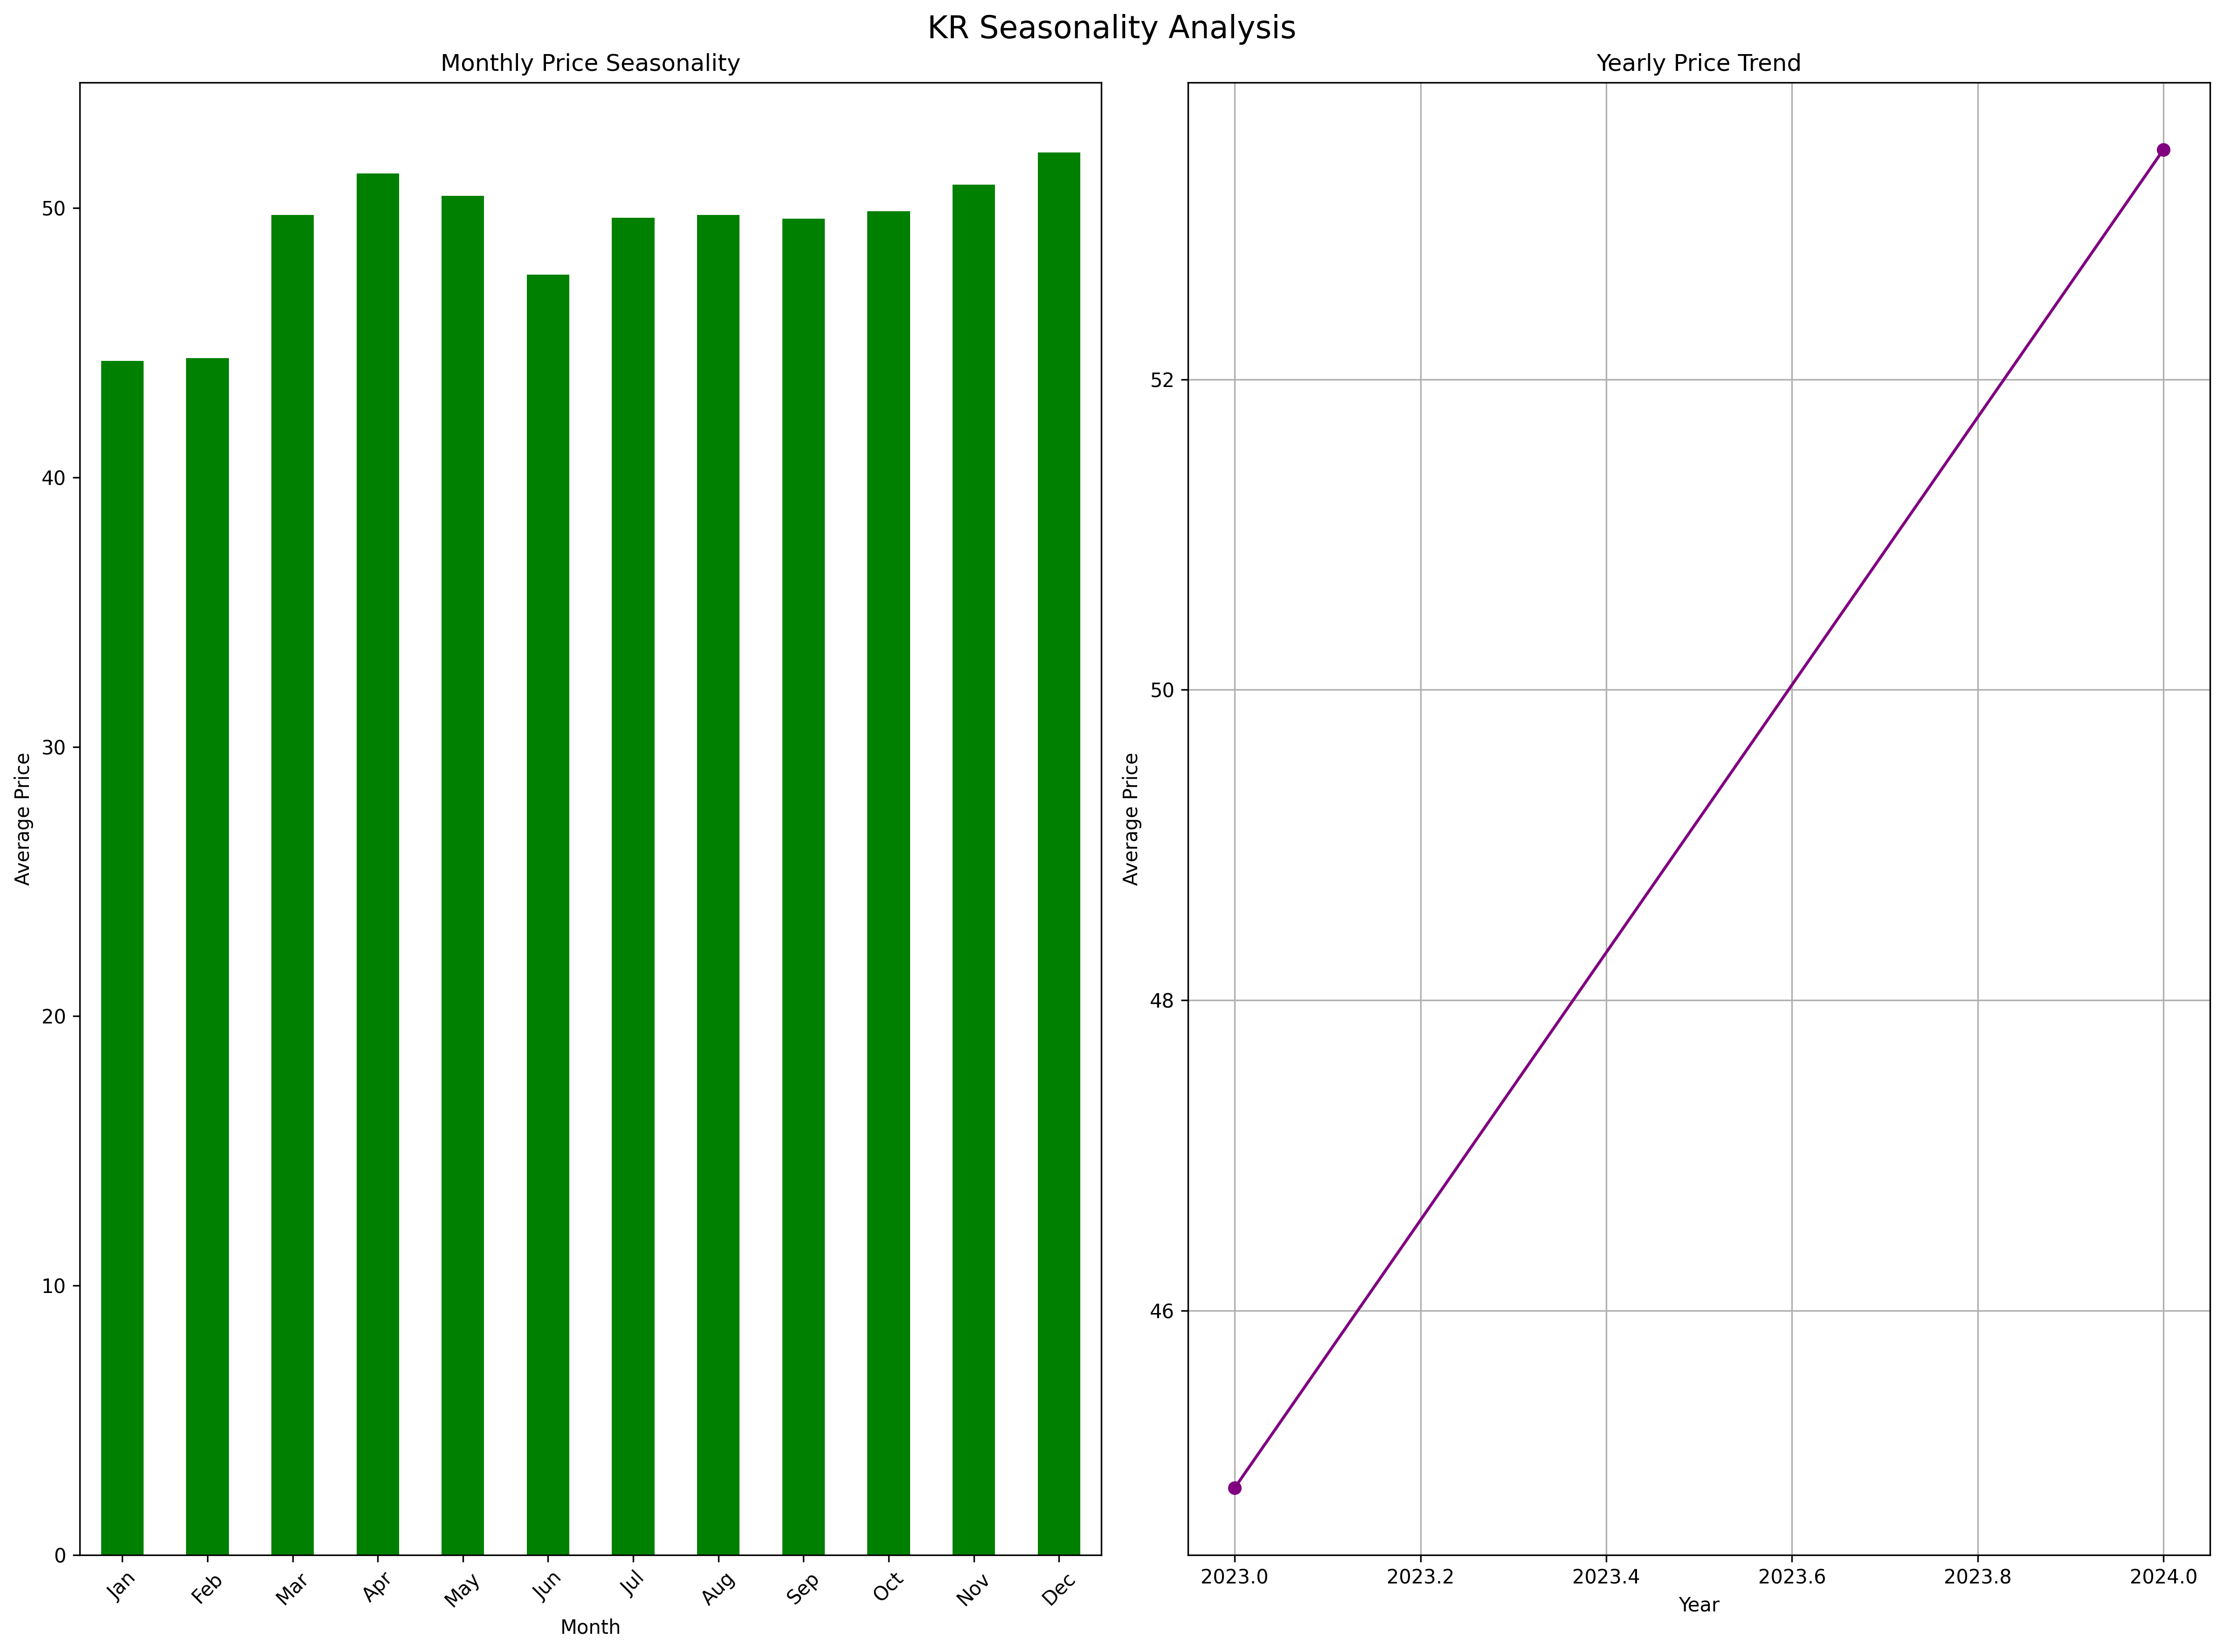 KR Seasonality Analysis
Monthly Price Seasonality
Average Price
50
40
30
20
10
0
Jan
Feb
Mar
Apr
May
Jun
Jul
Aug
Sep
Oct
Nov
Dec
Month
Yearly Price Trend
Average Price
52
50
48
46
2023.0
2023.2
2023.4
2023.6
2023.8
2024.0
Year